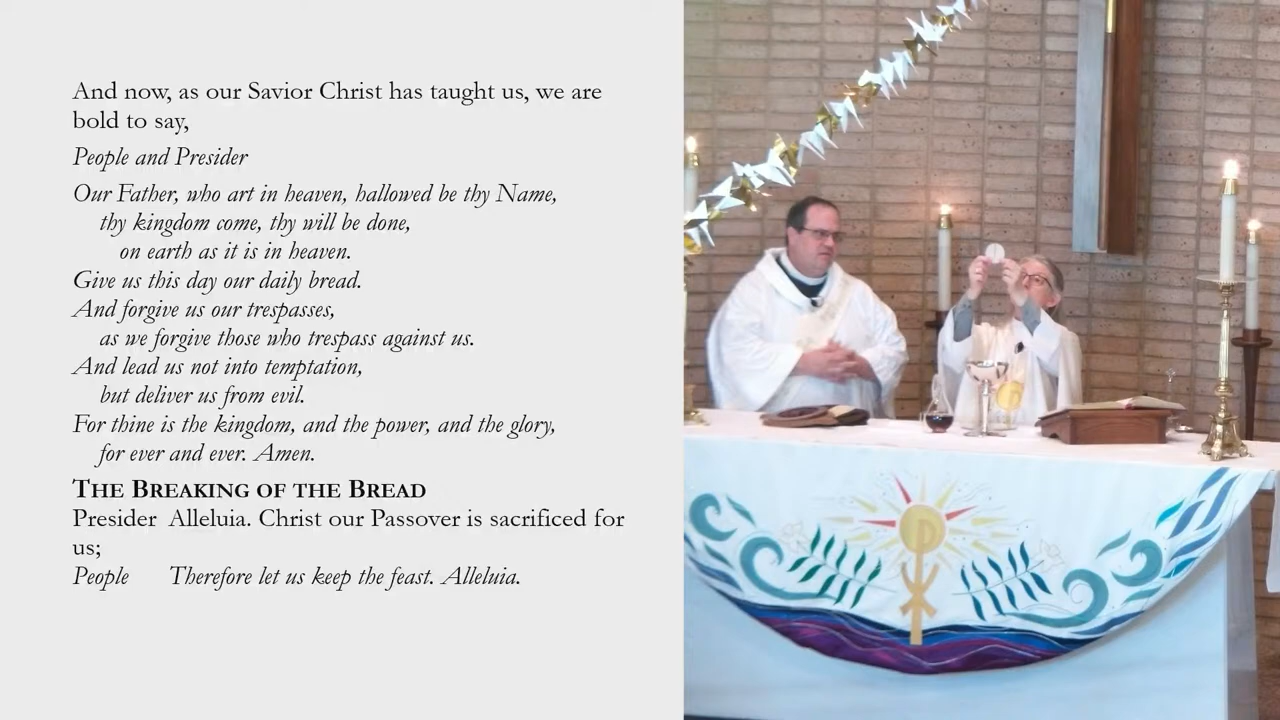 And now, as our Savior Christ has taught us, we are
bold to say,
People and Presider
Our Father, who art in heaven, hallowed be thy Name,
thy kingdom come, thy will be done,
on earth as it is in heaven.
Give us this day our daily bread.
And forgive us our trespasses,
as we forgive those who trespass against us.
And lead us not into temptation,
but deliver us from evil.
For thine is the kingdom, and the power, and the glory,
for ever and ever. Amen.
THE BREAKING OF THE BREAD
Presider Alleluia. Christ our Passover is sacrificed for
us;
People Therefore let us keep the feast. Alleluia.